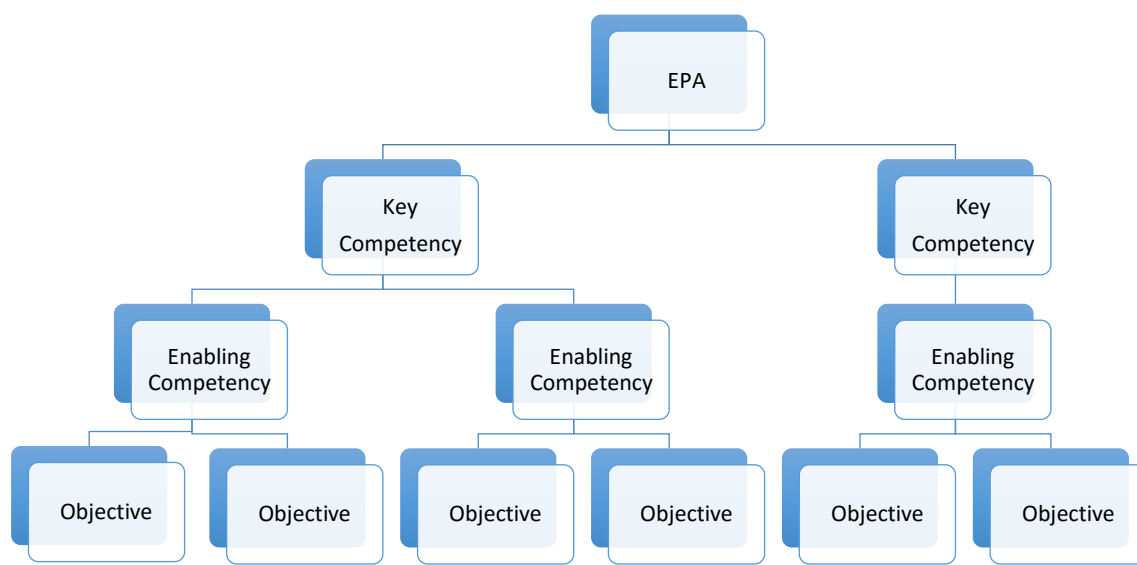 EPA
Key
Competency
Key
Competency
Enabling
Competency
Enabling
Competency
Enabling
Competency
Objective
Objective
Objective
Objective
Objective
Objective